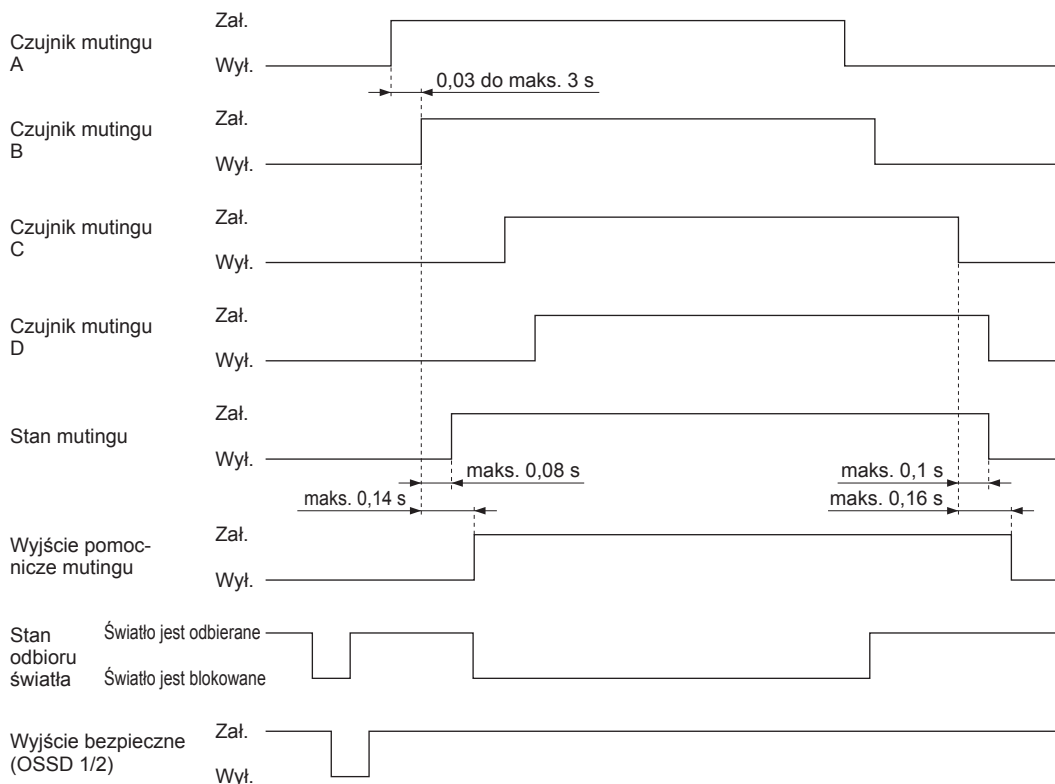 Czujnik mutingu
A
Zał.
Wył.
0,03 do maks. 3 s
Czujnik mutingu
B
Zał.
Wył.
Czujnik mutingu
C
Zał.
Wył.
Czujnik mutingu
D
Zał.
Wył.
Stan mutingu
Zał.
Wył.
maks. 0,08 s
maks. 0,1 s
maks. 0,14 s
maks. 0,16 s
Wyjście pomoc-
nicze mutingu
Zał.
Wył.
Stan
odbioru
światła
Światło jest odbierane
Światło jest blokowane
Wyjście bezpieczne
(OSSD 1/2)
Zał.
Wył.